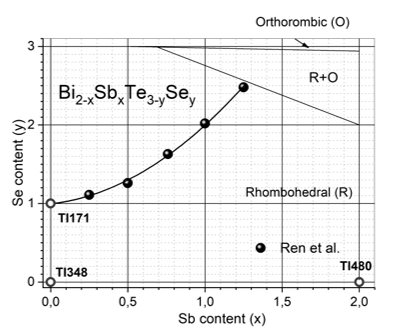 Orthorombic (O)
3
R+O
Bi2-xSbxTe3-ySey
2
Se content (y)
Rhombohedral (R)
1
TI171
Ren et al.
TI348
TI480
0
0,0 0,5 1,0 1,5 2,0
Sb content (x)